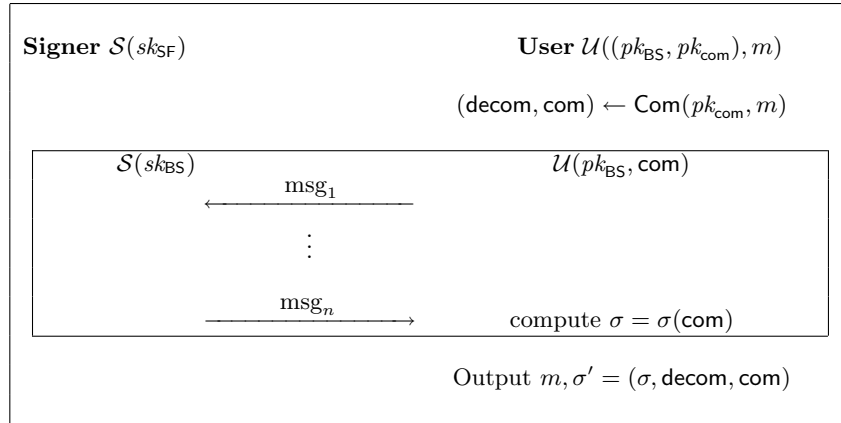 Signer S(sk_SF) User U((pk_BS, pk_com), m)
(decom, com) ← Com(pk_com, m)
S(sk_BS) U(pk_BS, com)
msg_1
⋮
msg_n compute σ = σ(com)
Output m, σ′ = (σ, decom, com)